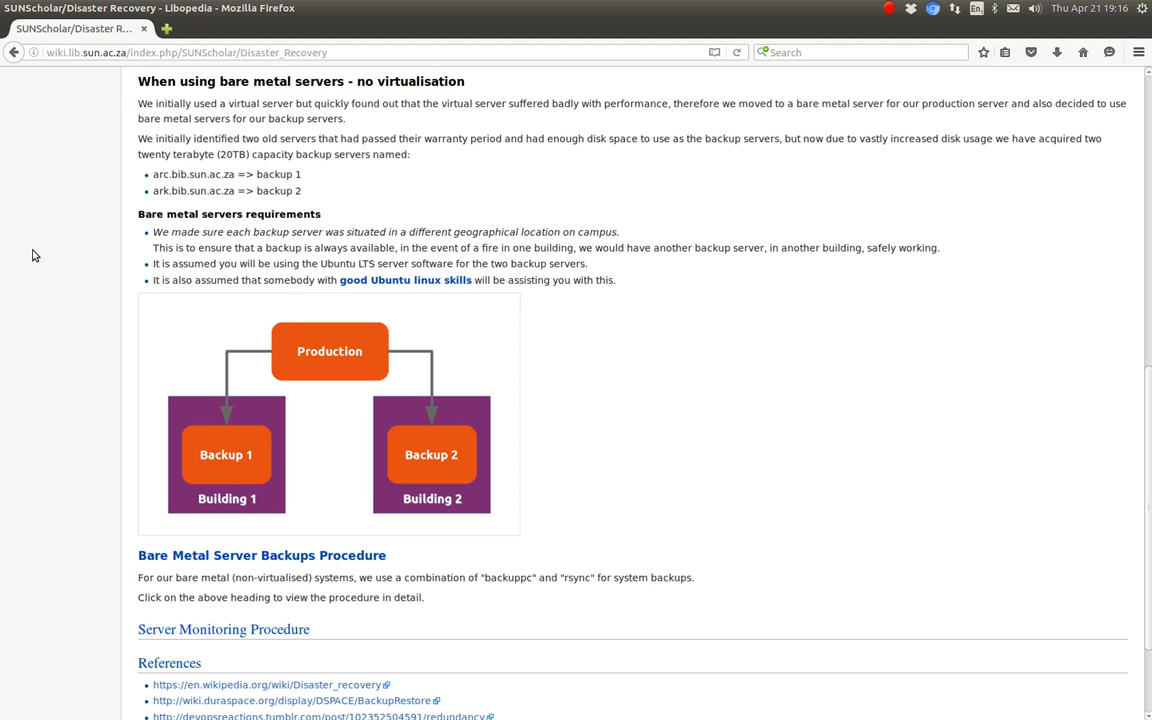 SUNScholar/Disaster Recovery - Libopedia - Mozilla Firefox
En
Thu Apr 21 19:16
SUNScholar/Disaster R...
wiki.lib.sun.ac.za/index.php/SUNScholar/Disaster_Recovery
Search
When using bare metal servers - no virtualisation
We initially used a virtual server but quickly found out that the virtual server suffered badly with performance, therefore we moved to a bare metal server for our production server and also decided to use
bare metal servers for our backup servers.
We initially identified two old servers that had passed their warranty period and had enough disk space to use as the backup servers, but now due to vastly increased disk usage we have acquired two
twenty terabyte (20TB) capacity backup servers named:
• arc.bib.sun.ac.za => backup 1
• ark.bib.sun.ac.za => backup 2
Bare metal servers requirements
• We made sure each backup server was situated in a different geographical location on campus.
This is to ensure that a backup is always available, in the event of a fire in one building, we would have another backup server, in another building, safely working.
• It is assumed you will be using the Ubuntu LTS server software for the two backup servers.
• It is also assumed that somebody with good Ubuntu linux skills will be assisting you with this.
Production
Backup 1
Building 1
Backup 2
Building 2
Bare Metal Server Backups Procedure
For our bare metal (non-virtualised) systems, we use a combination of "backuppc" and "rsync" for system backups.
Click on the above heading to view the procedure in detail.
Server Monitoring Procedure
References
• https://en.wikipedia.org/wiki/Disaster_recovery
• http://wiki.duraspace.org/display/DSPACE/BackupRestore
• http://devopsreactions.tumblr.com/post/102352504591/redundancy